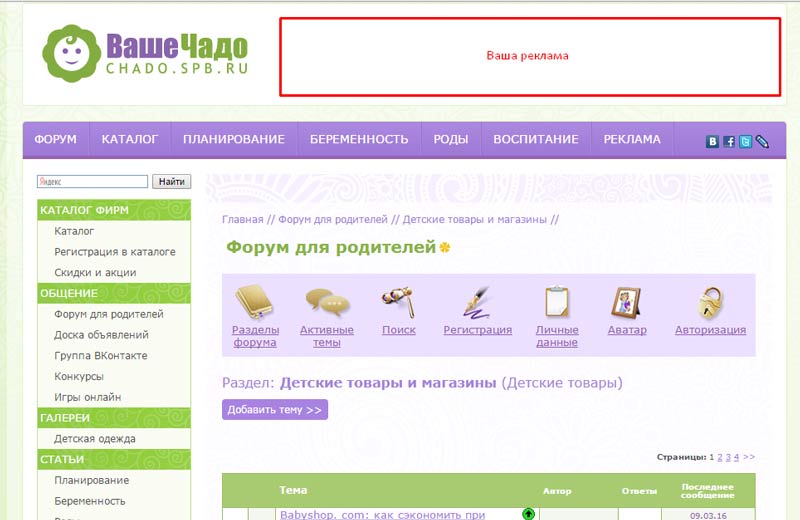 ВашеЧадо
CHADO.SPB.RU
Ваша реклама
ФОРУМ КАТАЛОГ ПЛАНИРОВАНИЕ БЕРЕМЕННОСТЬ РОДЫ ВОСПИТАНИЕ РЕКЛАМА
Яндекс Найти
КАТАЛОГ ФИРМ
Каталог
Регистрация в каталоге
Скидки и акции
ОБЩЕНИЕ
Форум для родителей
Доска объявлений
Группа ВКонтакте
Конкурсы
Игры онлайн
ГАЛЕРЕИ
Детская одежда
СТАТЬИ
Планирование
Беременность
Главная // Форум для родителей // Детские товары и магазины //
Форум для родителей
Разделы форума
Активные темы
Поиск
Регистрация
Личные данные
Аватар
Авторизация
Раздел: Детские товары и магазины (Детские товары)
Добавить тему >>
Страницы: 1 2 3 4 >>
Тема Автор Ответы Последнее сообщение
Babyshop. com: как сэкономить при 09.03.16